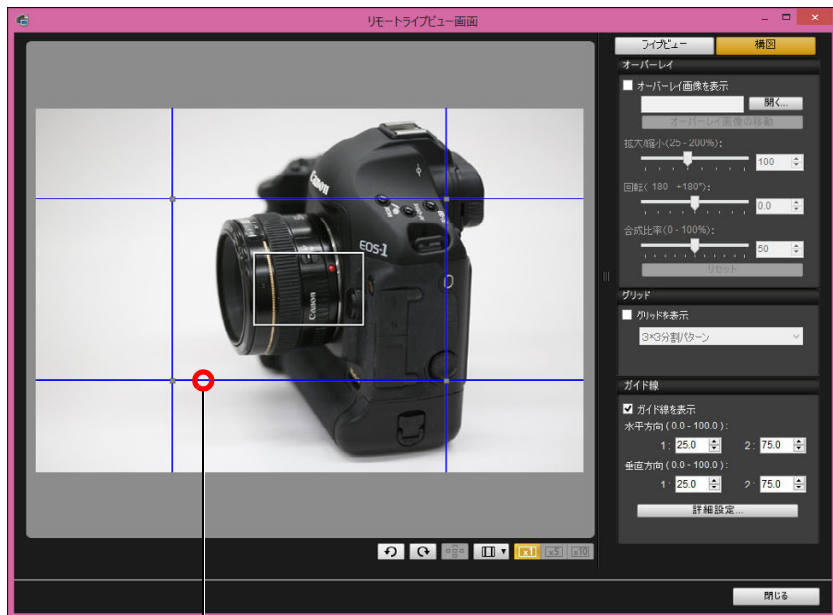 リモートライブビュー画面
ライブビュー
構図
オーバーレイ
オーバーレイ画像を表示
開く...
オーバーレイ画像の移動
拡大/縮小(25 - 200%):
100
回転( 180  +180°):
0.0
合成比率(0 - 100%):
50
リセット
グリッド
グリッドを表示
3×3分割パターン
ガイド線
ガイド線を表示
水平方向 ( 0.0 - 100.0 ) :
1 : 25.0 2 : 75.0
垂直方向 ( 0.0 - 100.0 ) :
1 : 25.0 2 : 75.0
詳細設定...
Canon
EOS-1
Canon
x1 x5 x10
閉じる